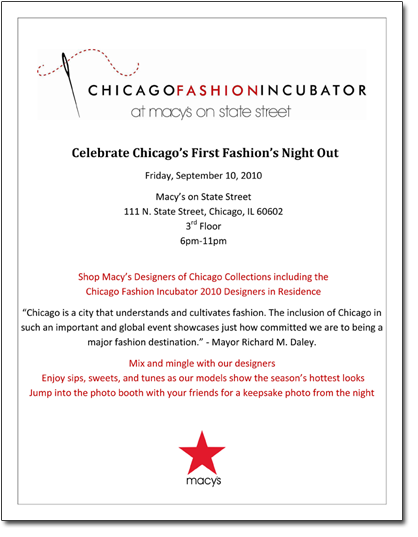 CHICAGOFASHIONINCUBATOR
at macys on state street
Celebrate Chicago's First Fashion's Night Out
Friday, September 10, 2010
Macy's on State Street
111 N. State Street, Chicago, IL 60602
3rd Floor
6pm-11pm
Shop Macy's Designers of Chicago Collections including the
Chicago Fashion Incubator 2010 Designers in Residence
“Chicago is a city that understands and cultivates fashion. The inclusion of Chicago in
such an important and global event showcases just how committed we are to being a
major fashion destination.” - Mayor Richard M. Daley.
Mix and mingle with our designers
Enjoy sips, sweets, and tunes as our models show the season's hottest looks
Jump into the photo booth with your friends for a keepsake photo from the night
macys